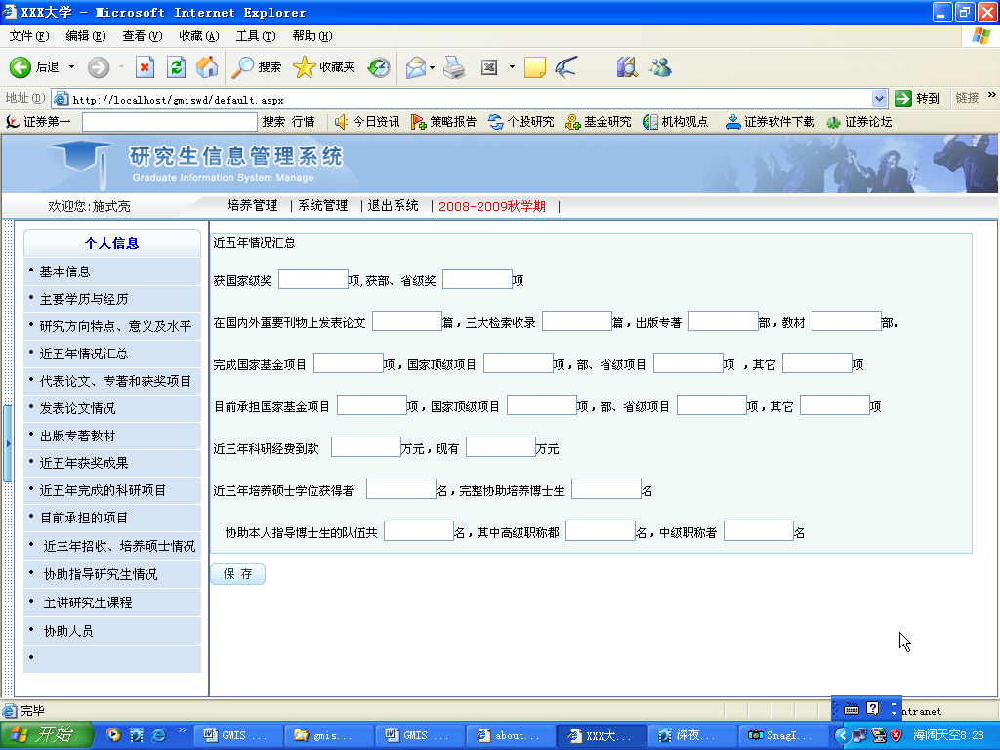 XXX大学 - Microsoft Internet Explorer
文件(F) 编辑(E) 查看(V) 收藏(A) 工具(T) 帮助(H)
后退 搜索 收藏夹
地址(D) http://localhost/gmiswd/default.aspx 转到 链接 »
证券第一 搜索 行情 今日资讯 策略报告 个股研究 基金研究 机构观点 证券软件下载 证券论坛
研究生信息管理系统
Graduate Information System Manage
欢迎您:施式亮 培养管理 | 系统管理 | 退出系统 | 2008-2009秋学期 |
个人信息
• 基本信息
• 主要学历与经历
• 研究方向特点、意义及水平
• 近五年情况汇总
• 代表论文、专著和获奖项目
• 发表论文情况
• 出版专著教材
• 近五年获奖成果
• 近五年完成的科研项目
• 目前承担的项目
• 近三年招收、培养硕士情况
• 协助指导研究生情况
• 主讲研究生课程
• 协助人员
•
近五年情况汇总
获国家级奖 项,获部、省级奖 项
在国内外重要刊物上发表论文 篇，三大检索收录 篇，出版专著 部，教材 部。
完成国家基金项目 项，国家顶级项目 项，部、省级项目 项 ，其它 项
目前承担国家基金项目 项，国家顶级项目 项，部、省级项目 项，其它 项
近三年科研经费到款 万元，现有 万元
近三年培养硕士学位获得者 名，完整协助培养博士生 名
协助本人指导博士生的队伍共 名，其中高级职称都 名，中级职称者 名
保 存
完毕 ntranet
开始 » GMIS ... gmis... GMIS ... about... XXX大... 深夜... SnagI... 海阔天空8:28